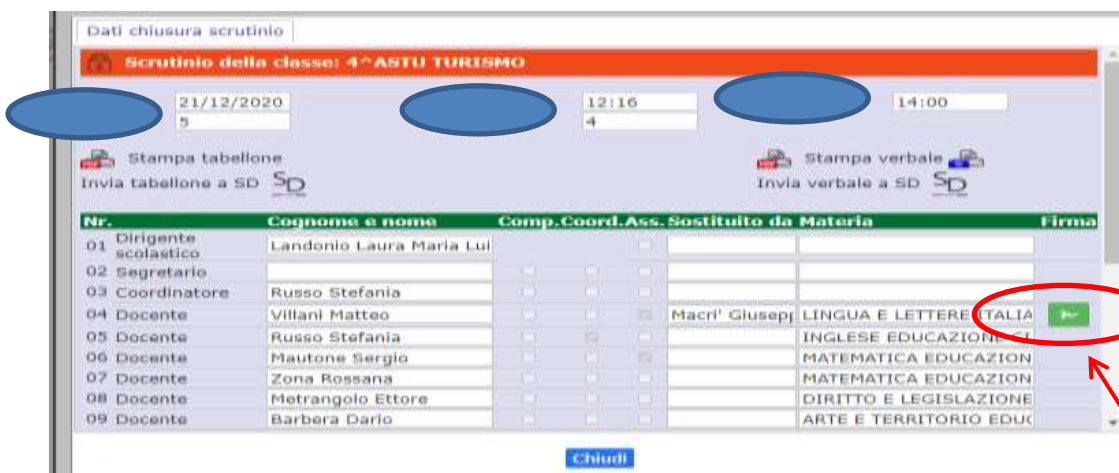 Dati chiusura scrutinio
Scrutinio della classe: 4^ASTU TURISMO
21/12/2020 12:16 14:00
5 4
Stampa tabellone Stampa verbale
Invia tabellone a SD SD Invia verbale a SD SD
Nr. Cognome e nome Comp. Coord. Ass. Sostituito da Materia Firma
01 Dirigente scolastico Landonio Laura Maria Lui
02 Segretario
03 Coordinatore Russo Stefania
04 Docente Villani Matteo Macri' Giusepp LINGUA E LETTERE ITALIA
05 Docente Russo Stefania INGLESE EDUCAZIONE
06 Docente Mautone Sergio MATEMATICA EDUCAZION
07 Docente Zona Rossana MATEMATICA EDUCAZION
08 Docente Metrangolo Ettore DIRITTO E LEGISLAZIONE
09 Docente Barbera Dario ARTE E TERRITORIO EDUC
Chiudi